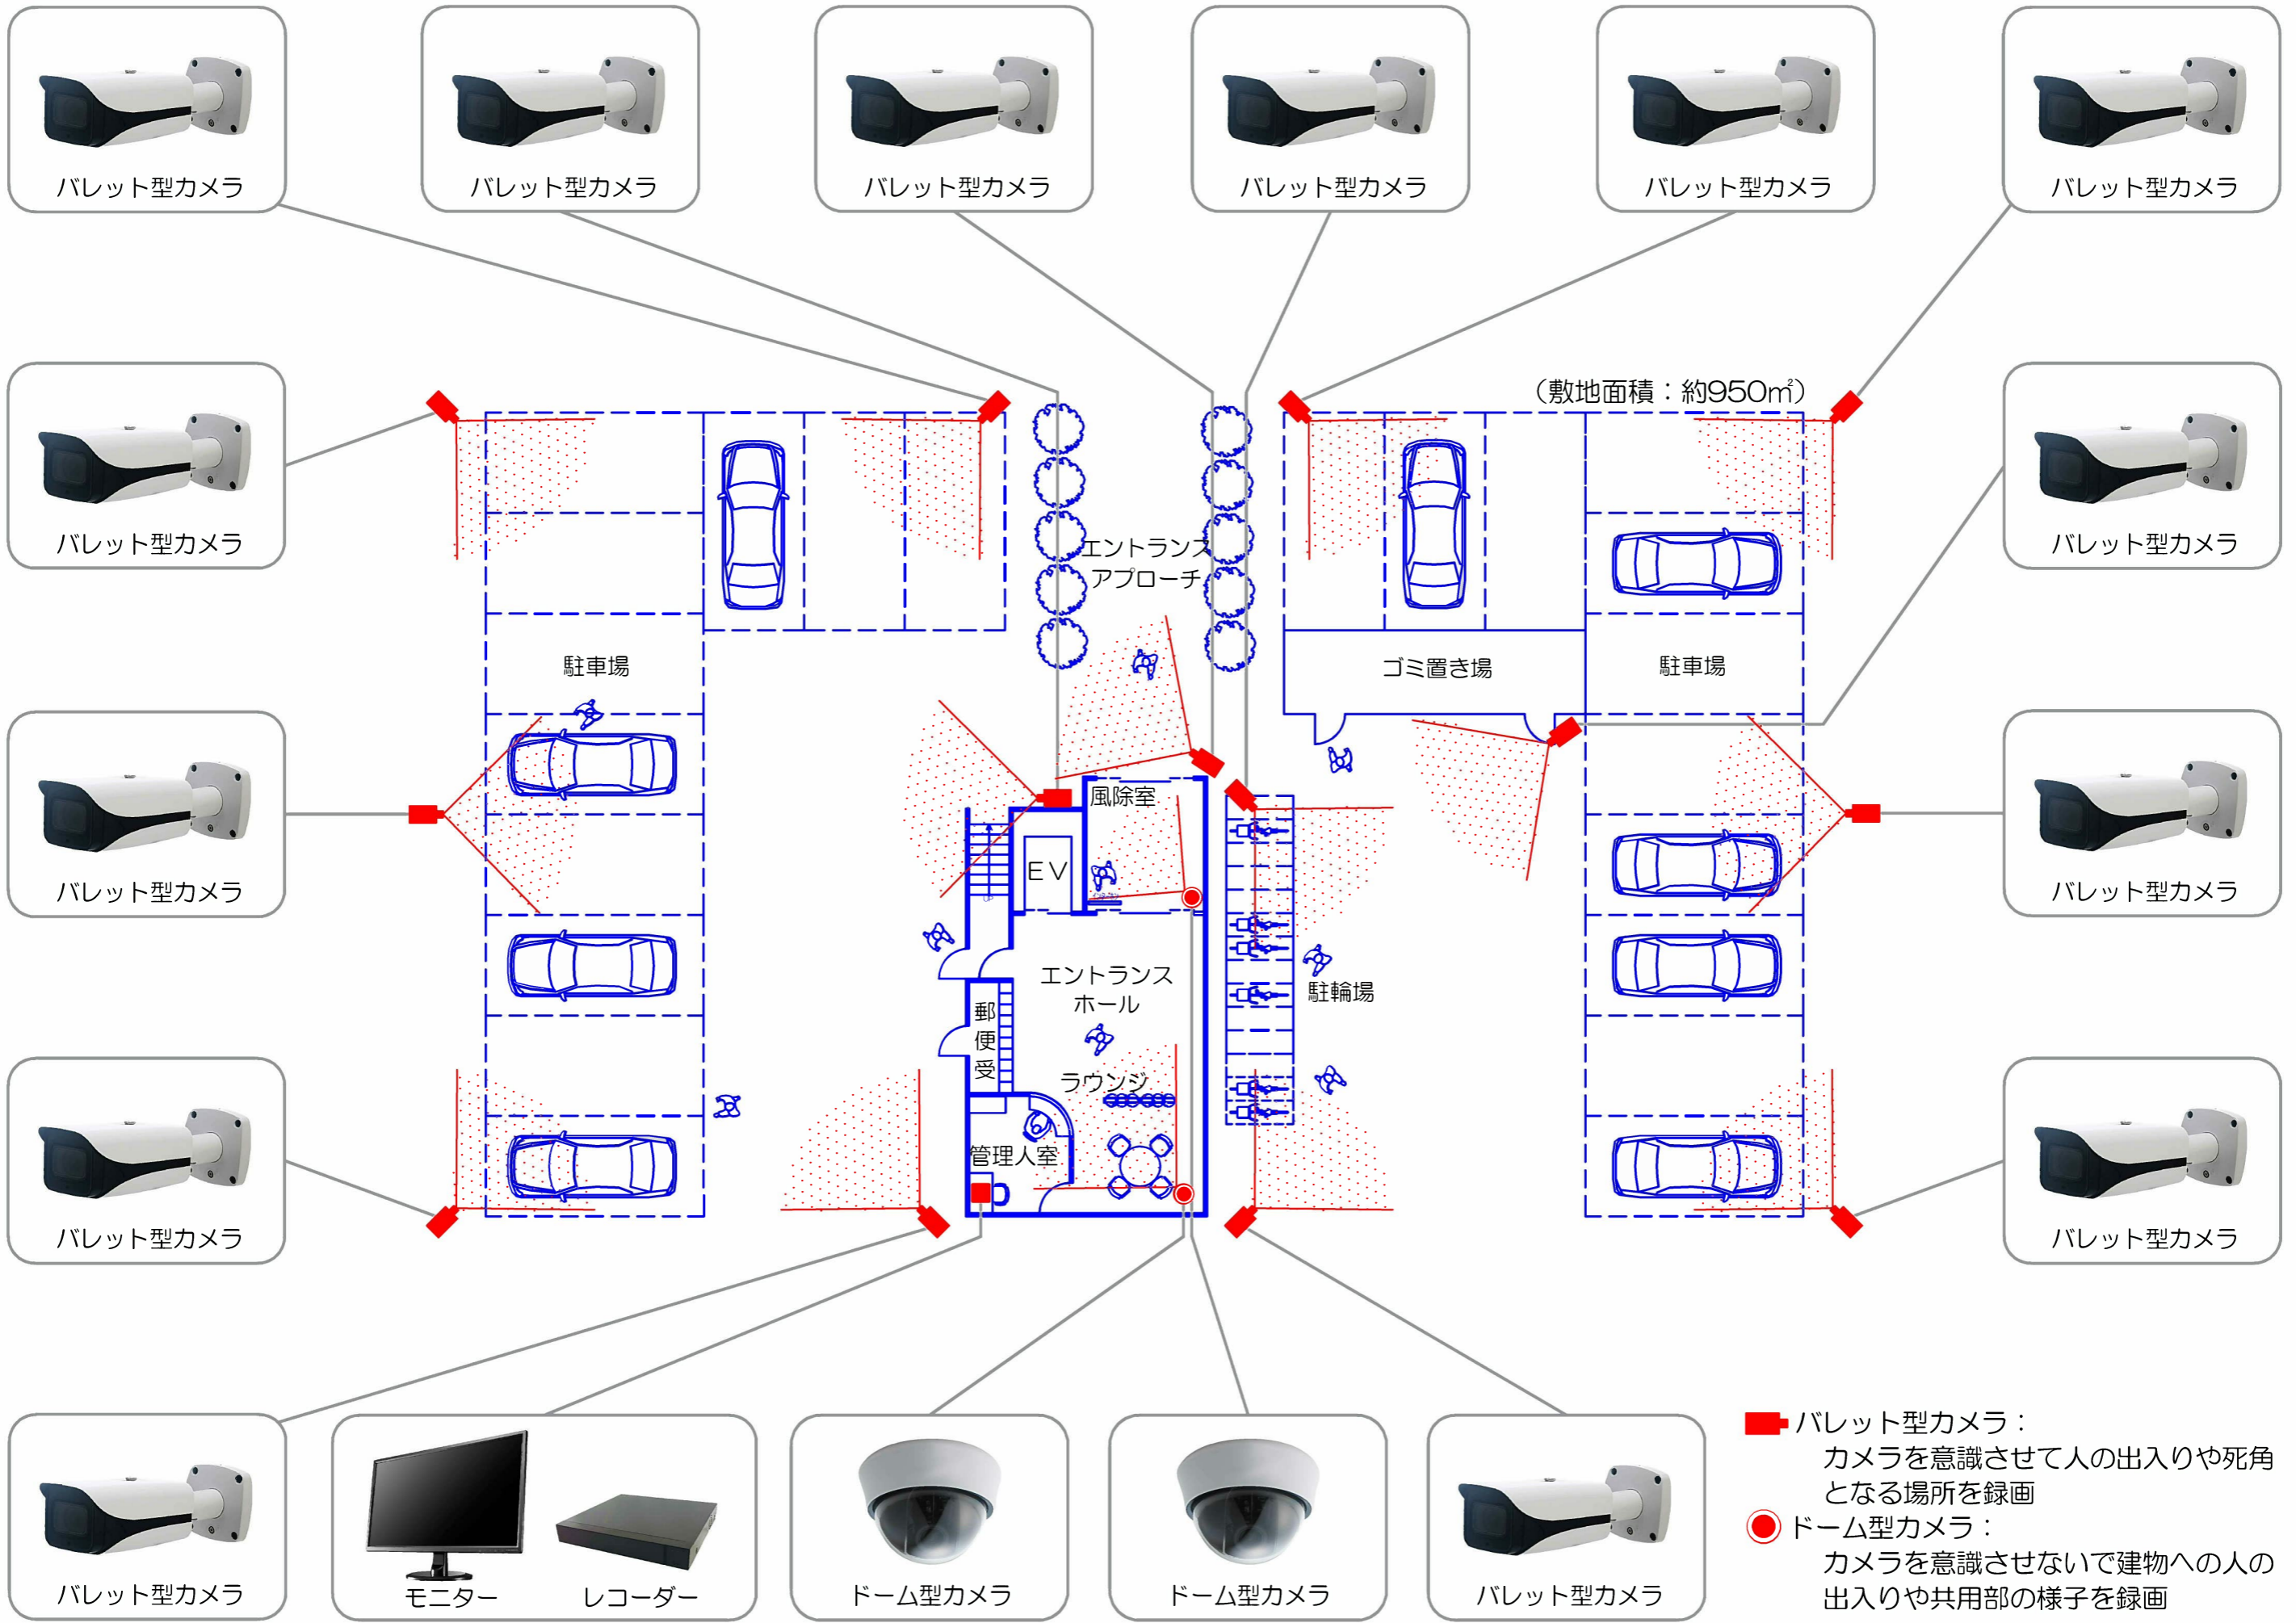 バレット型カメラ
バレット型カメラ
バレット型カメラ
バレット型カメラ
バレット型カメラ
バレット型カメラ
(敷地面積:約950㎡)
バレット型カメラ
バレット型カメラ
エントランス
アプローチ
駐車場
ゴミ置き場
駐車場
風除室
EV
バレット型カメラ
バレット型カメラ
エントランス
ホール
駐輪場
郵
便
受
ラウンジ
管理人室
バレット型カメラ
バレット型カメラ
バレット型カメラ
モニター
レコーダー
ドーム型カメラ
ドーム型カメラ
バレット型カメラ
バレット型カメラ:
カメラを意識させて人の出入りや死角
となる場所を録画
ドーム型カメラ:
カメラを意識させないで建物への人の
出入りや共用部の様子を録画